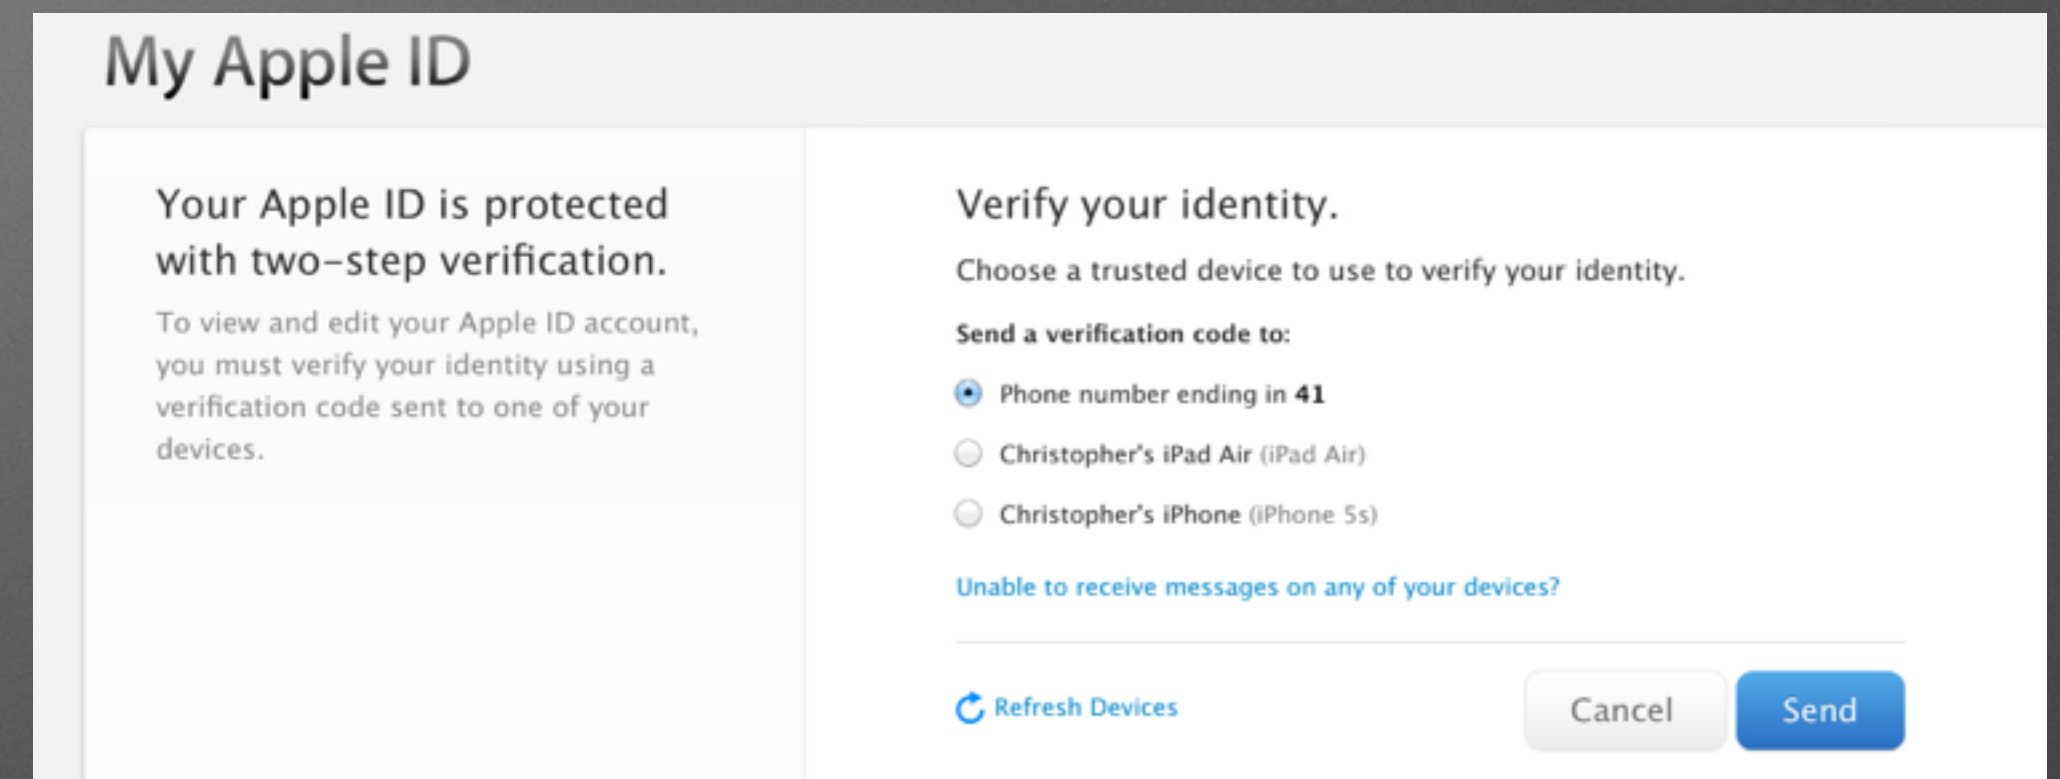 My Apple ID
Your Apple ID is protected
with two-step verification.
To view and edit your Apple ID account,
you must verify your identity using a
verification code sent to one of your
devices.
Verify your identity.
Choose a trusted device to use to verify your identity.
Send a verification code to:
Phone number ending in 41
Christopher's iPad Air (iPad Air)
Christopher's iPhone (iPhone 5s)
Unable to receive messages on any of your devices?
Refresh Devices
Cancel
Send